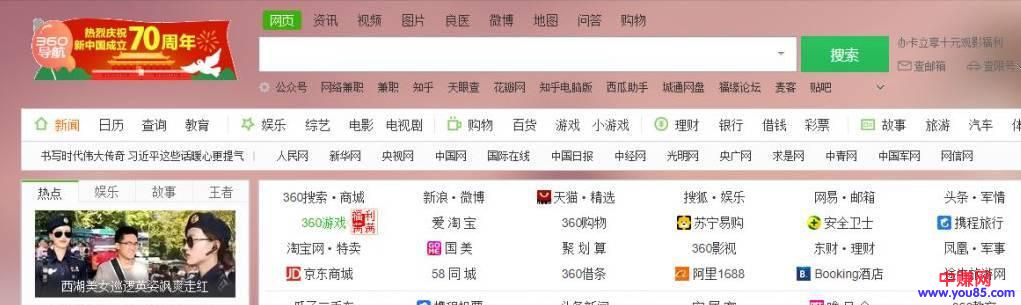 网页 资讯 视频 图片 良医 微博 地图 问答 购物
360导航
热烈庆祝
新中国成立70周年
搜索
办卡立享十元观影福利
查邮箱 查限号
公众号 网络兼职 兼职 知乎 天眼查 花瓣网 知乎电脑版 西瓜助手 城通网盘 福缘论坛 麦客 贴吧
新闻 日历 查询 教育 娱乐 综艺 电影 电视剧 购物 百货 游戏 小游戏 理财 银行 借钱 彩票 故事 旅游 汽车
书写时代伟大传奇 习近平这些话暖心更提气 人民网 新华网 央视网 中国网 国际在线 中国日报 中经网 光明网 央广网 求是网 中青网 中国军网 网信网
热点 娱乐 故事 王者
360搜索·商城 新浪·微博 天猫·精选 搜狐·娱乐 网易·邮箱 头条·军情
360游戏 福利满满 爱淘宝 360购物 苏宁易购 安全卫士 携程旅行
淘宝网·特卖 GOME 国美 聚划算 360影视 东财·理财 凤凰·军事
JD 京东商城 58同城 360借条 阿里1688 B. Booking酒店
西湖美女巡逻英姿飒爽走红
中赚网
www.you85.com